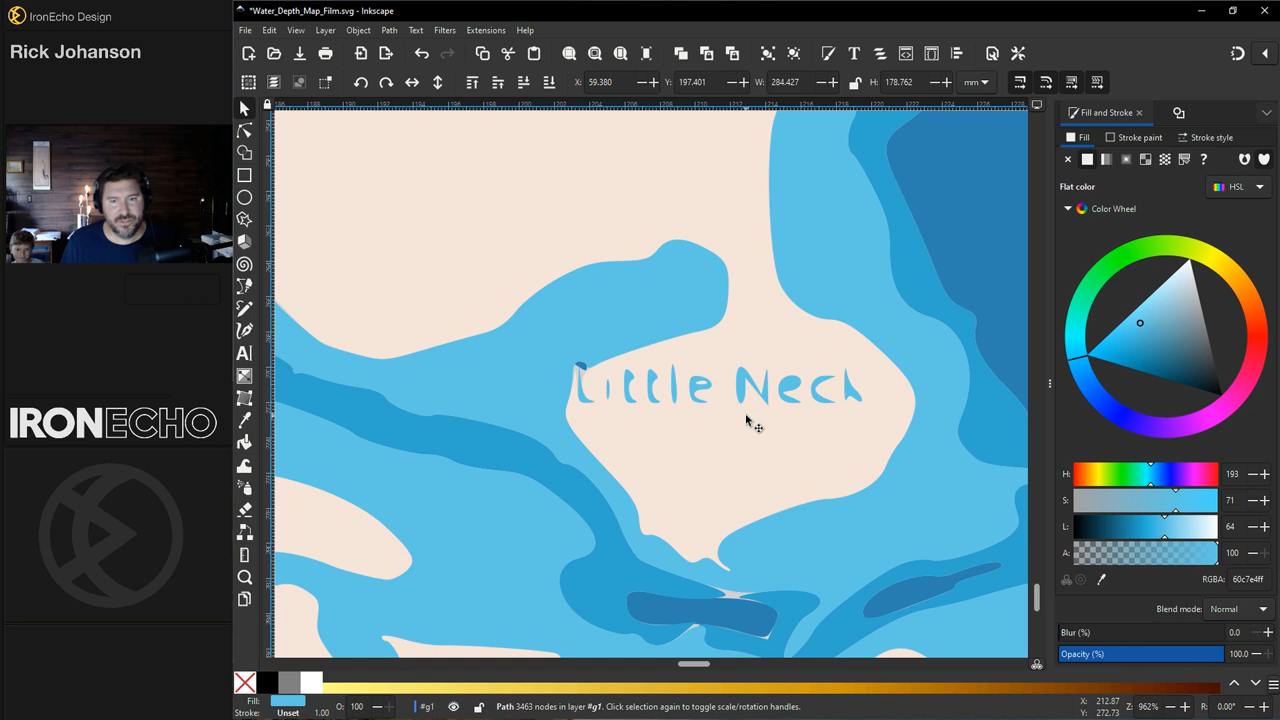 IronEcho Design
*Water_Depth_Map_Film.svg - Inkscape
Rick Johanson
File Edit View Layer Object Path Text Filters Extensions Help
X: 59.380 Y: 197.401 W: 284.427 H: 178.762 mm
Fill and Stroke
Fill Stroke paint Stroke style
Flat color HSL
Color Wheel
Little Neck
IRONECHO
H: 193
S: 71
L: 64
A: 100
RGBA: 60c7e4ff
Blend mode: Normal
Blur (%) 0.0
Opacity (%) 100.0
Fill: O: 100 #g1 Path 3463 nodes in layer #g1. Click selection again to toggle scale/rotation handles. X: 212.87 Z: 962% R: 0.00°
Stroke: Unset 1.00 Y: 272.73